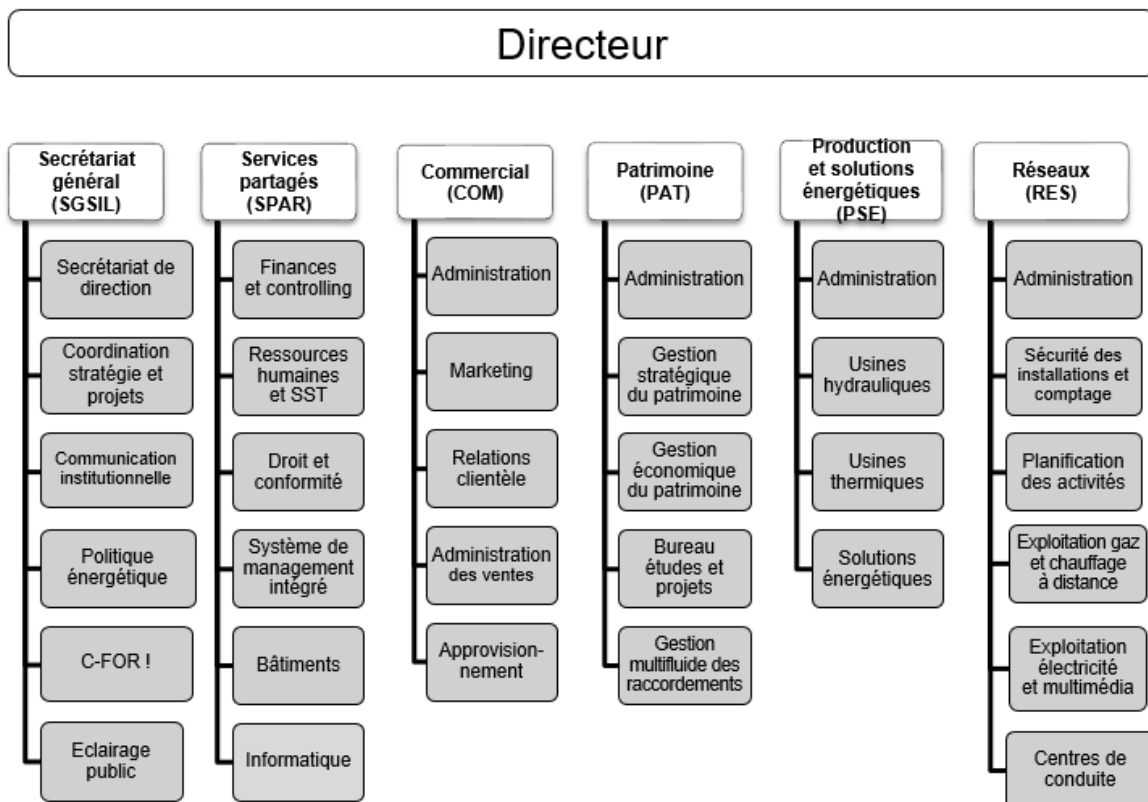 Directeur
Secrétariat
général
(SGSIL)
Secrétariat de
direction
Coordination
stratégie et
projets
Communication
institutionnelle
Politique
énergétique
C-FOR !
Eclairage
public
Services
partagés
(SPAR)
Finances
et controlling
Ressources
humaines
et SST
Droit et
conformité
Système de
management
intégré
Bâtiments
Informatique
Commercial
(COM)
Administration
Marketing
Relations
clientèle
Administration
des ventes
Approvision-
nement
Patrimoine
(PAT)
Administration
Gestion
stratégique
du patrimoine
Gestion
économique
du patrimoine
Bureau
études et
projets
Gestion
multifluide des
raccordements
Production
et solutions
énergétiques
(PSE)
Administration
Usines
hydrauliques
Usines
thermiques
Solutions
énergétiques
Réseaux
(RES)
Administration
Sécurité des
installations et
comptage
Planification
des activités
Exploitation gaz
et chauffage
à distance
Exploitation
électricité
et multimédia
Centres de
conduite